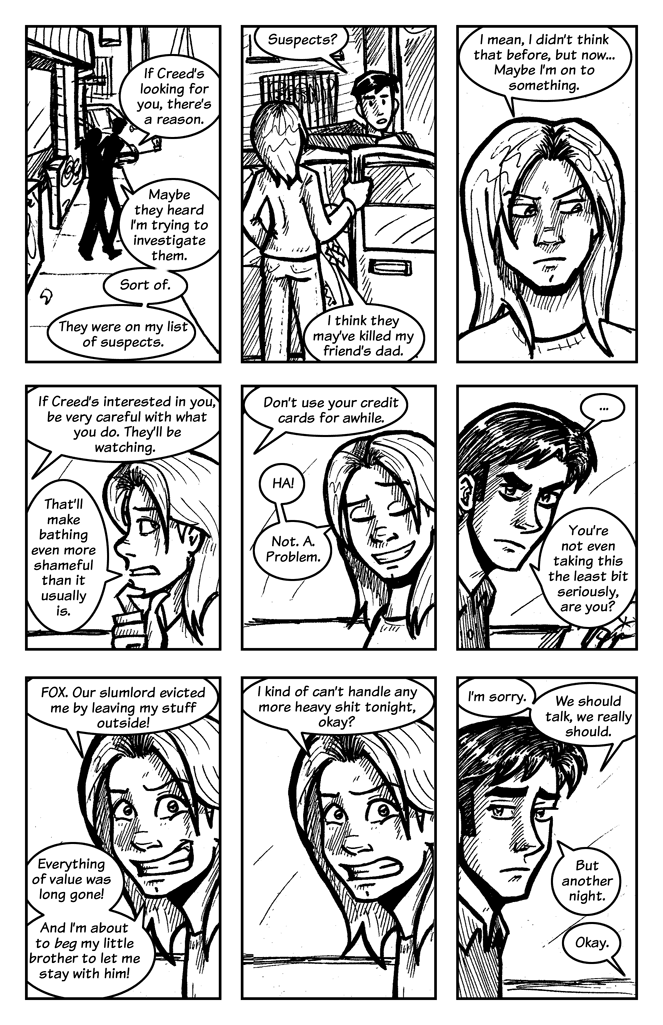 If Creed's
looking for
you, there's
a reason.
Maybe
they heard
I'm trying to
investigate
them.
Sort of.
They were on my list
of suspects.
Suspects?
I think they
may've killed my
friend's dad.
I mean, I didn't think
that before, but now...
Maybe I'm on to
something.
If Creed's interested in you,
be very careful with what
you do. They'll be
watching.
That'll
make
bathing
even more
shameful
than it
usually
is.
Don't use your credit
cards for awhile.
HA!
Not. A.
Problem.
...
You're
not even
taking this
the least bit
seriously,
are you?
FOX. Our slumlord evicted
me by leaving my stuff
outside!
Everything
of value was
long gone!
And I'm about
to beg my little
brother to let me
stay with him!
I kind of can't handle any
more heavy shit tonight,
okay?
I'm sorry.
We should
talk, we really
should.
But
another
night.
Okay.